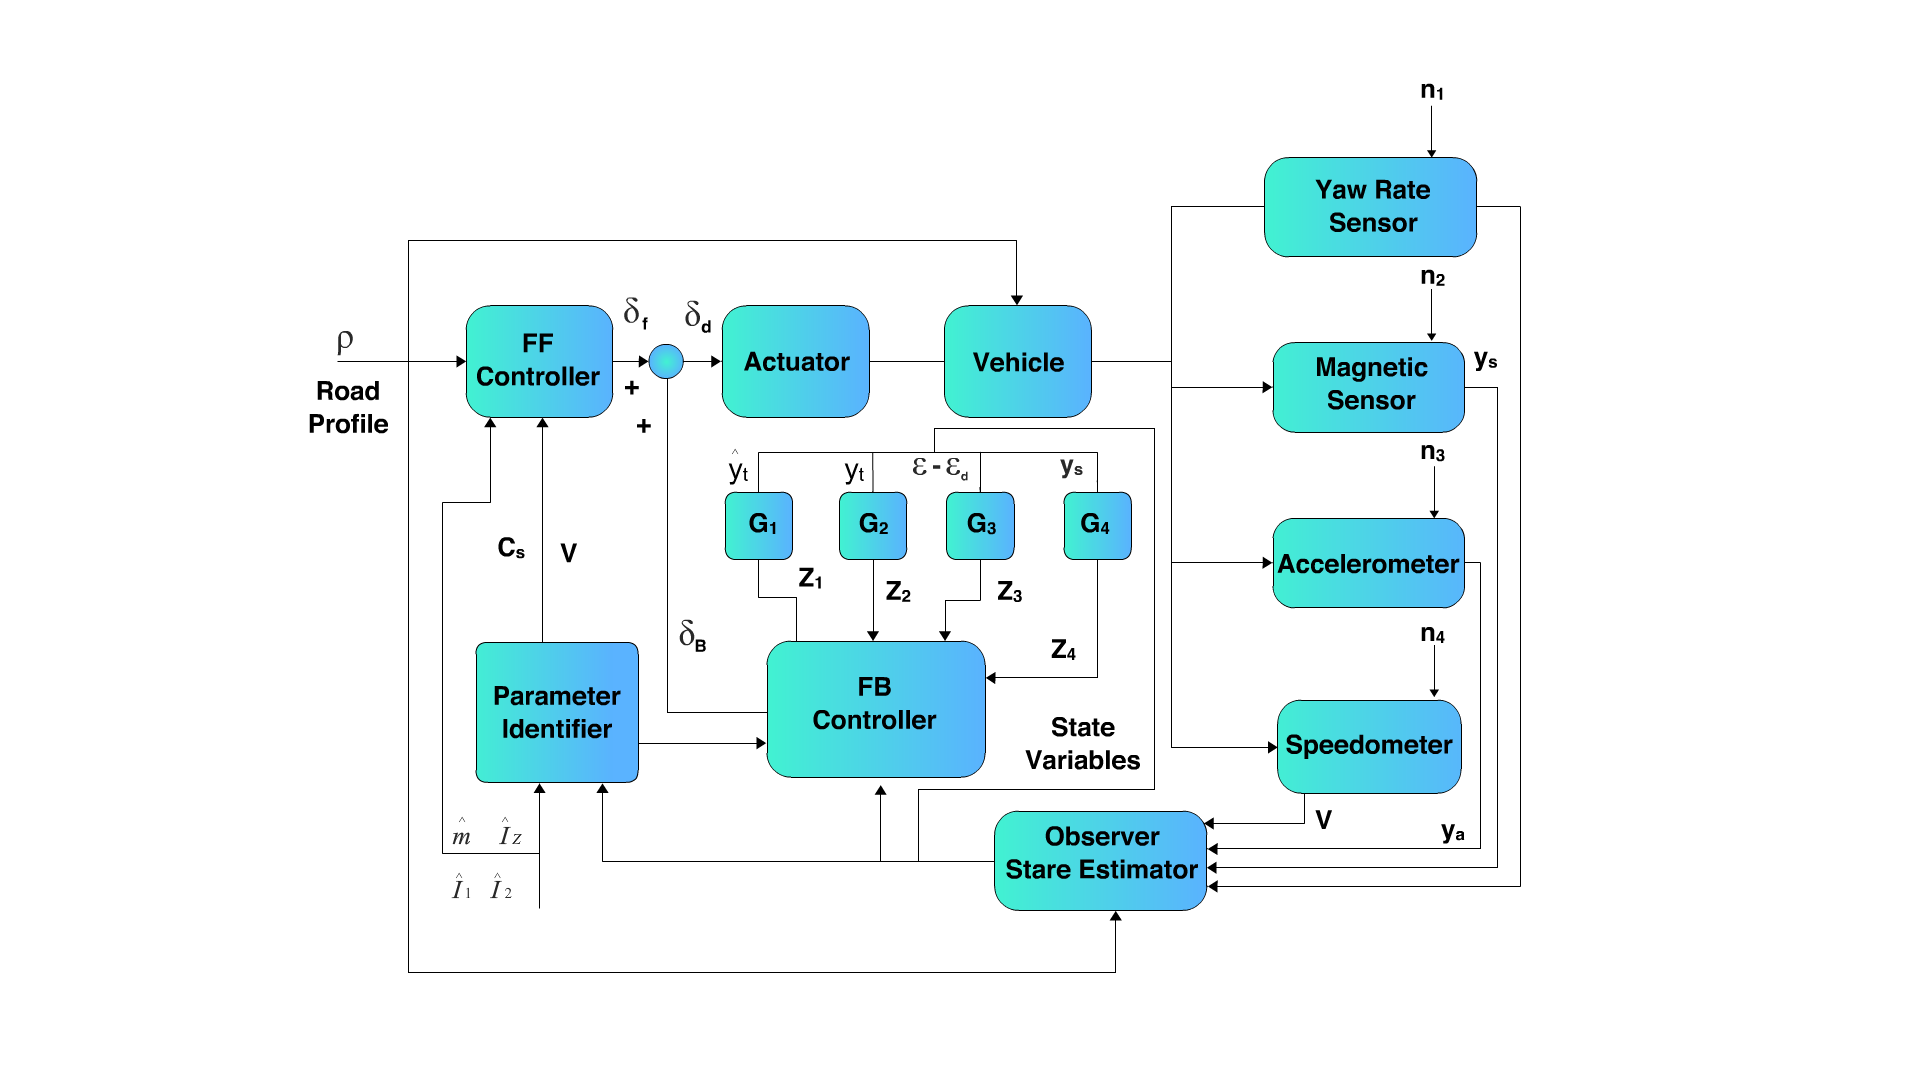 n₁
Yaw Rate
Sensor
n₂
ρ
Road
Profile
FF
Controller
δf
+
+
δd
Actuator
Vehicle
Magnetic
Sensor
ys
n₃
ŷt
yt
ε - εd
ys
G₁
G₂
G₃
G₄
Cs
V
Z₁
Z₂
Z₃
Z₄
Accelerometer
n₄
δB
Parameter
Identifier
FB
Controller
State
Variables
Speedometer
V
ya
m̂ Îz
Î₁ Î₂
Observer
Stare Estimator